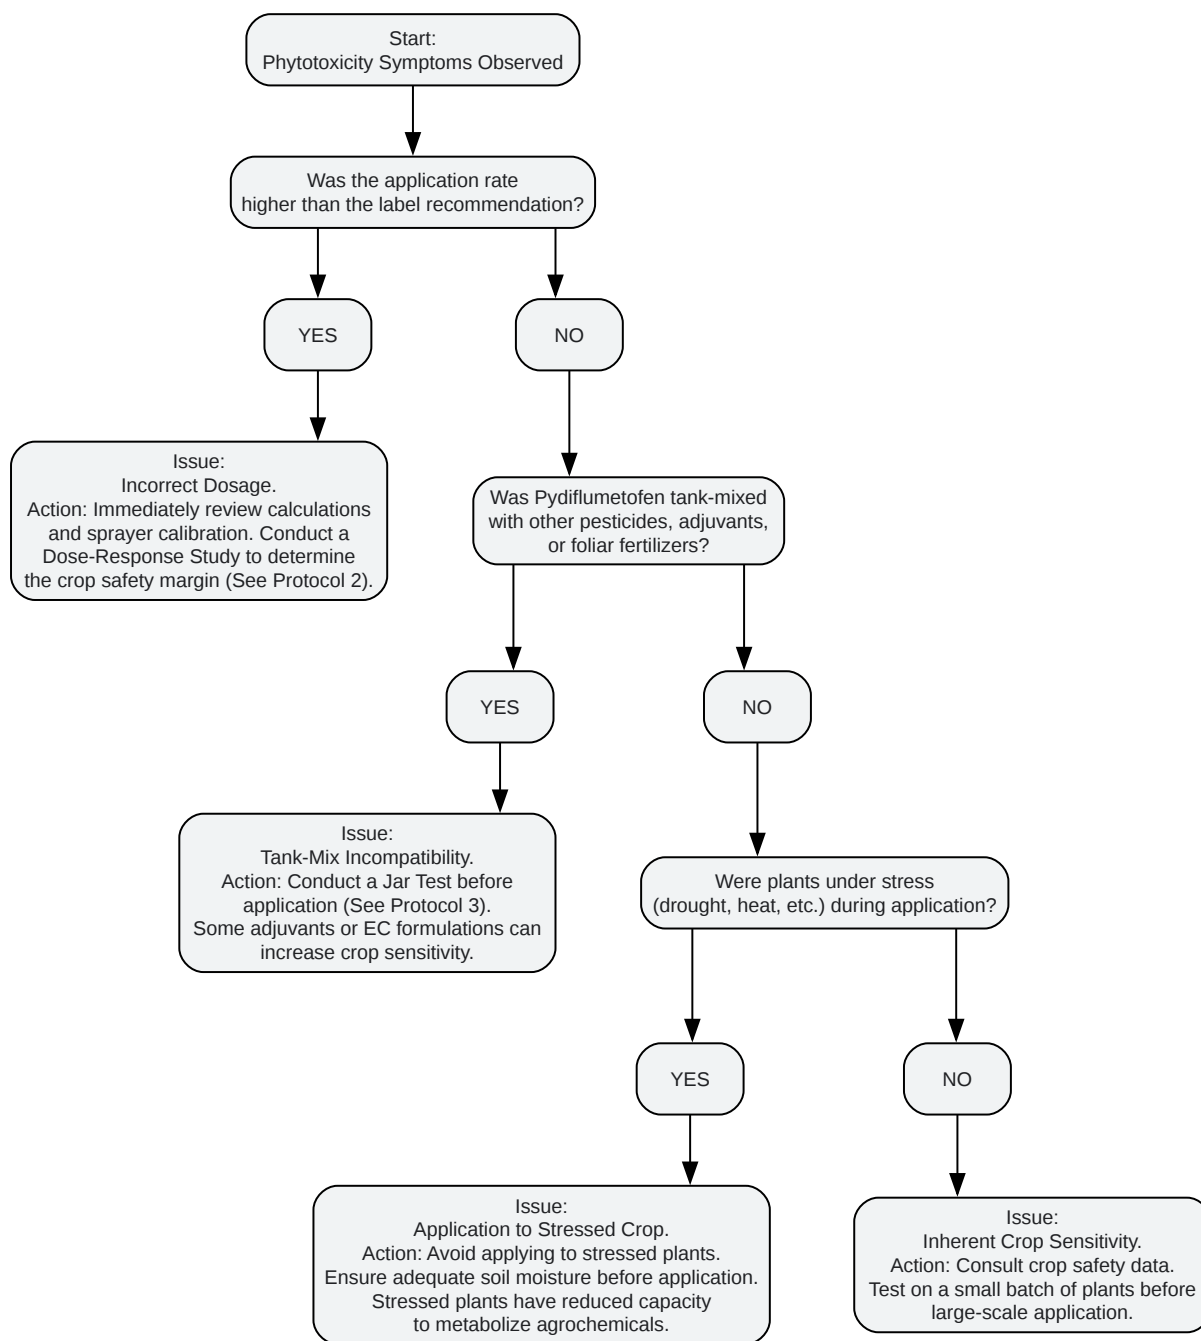 Start:
Phytotoxicity Symptoms Observed
Was the application rate
higher than the label recommendation?
YES
NO
Issue:
Incorrect Dosage.
Action: Immediately review calculations
and sprayer calibration. Conduct a
Dose-Response Study to determine
the crop safety margin (See Protocol 2).
Was Pydiflumetofen tank-mixed
with other pesticides, adjuvants,
or foliar fertilizers?
YES
NO
Issue:
Tank-Mix Incompatibility.
Action: Conduct a Jar Test before
application (See Protocol 3).
Some adjuvants or EC formulations can
increase crop sensitivity.
Were plants under stress
(drought, heat, etc.) during application?
YES
NO
Issue:
Application to Stressed Crop.
Action: Avoid applying to stressed plants.
Ensure adequate soil moisture before application.
Stressed plants have reduced capacity
to metabolize agrochemicals.
Issue:
Inherent Crop Sensitivity.
Action: Consult crop safety data.
Test on a small batch of plants before
large-scale application.